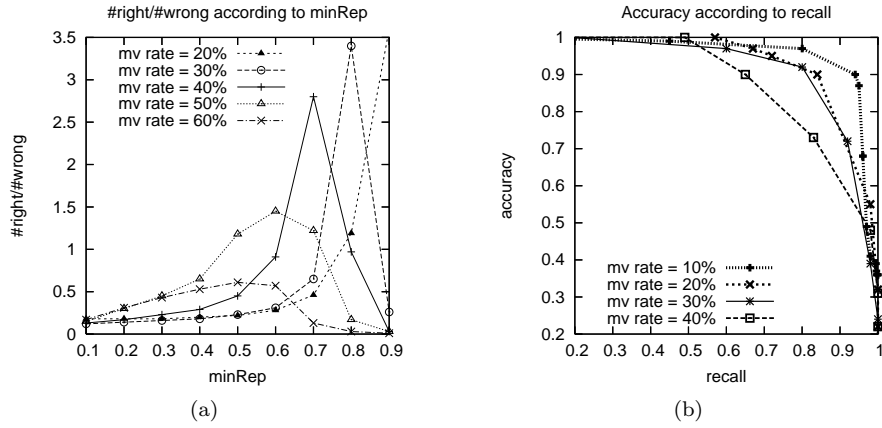 #right/#wrong according to minRep
3.5
3
2.5
2
1.5
1
0.5
0
#right/#wrong
mv rate = 20%
mv rate = 30%
mv rate = 40%
mv rate = 50%
mv rate = 60%
0.1 0.2 0.3 0.4 0.5 0.6 0.7 0.8 0.9
minRep
(a)
Accuracy according to recall
1
0.9
0.8
0.7
0.6
0.5
0.4
0.3
0.2
accuracy
mv rate = 10%
mv rate = 20%
mv rate = 30%
mv rate = 40%
0.2 0.3 0.4 0.5 0.6 0.7 0.8 0.9 1
recall
(b)